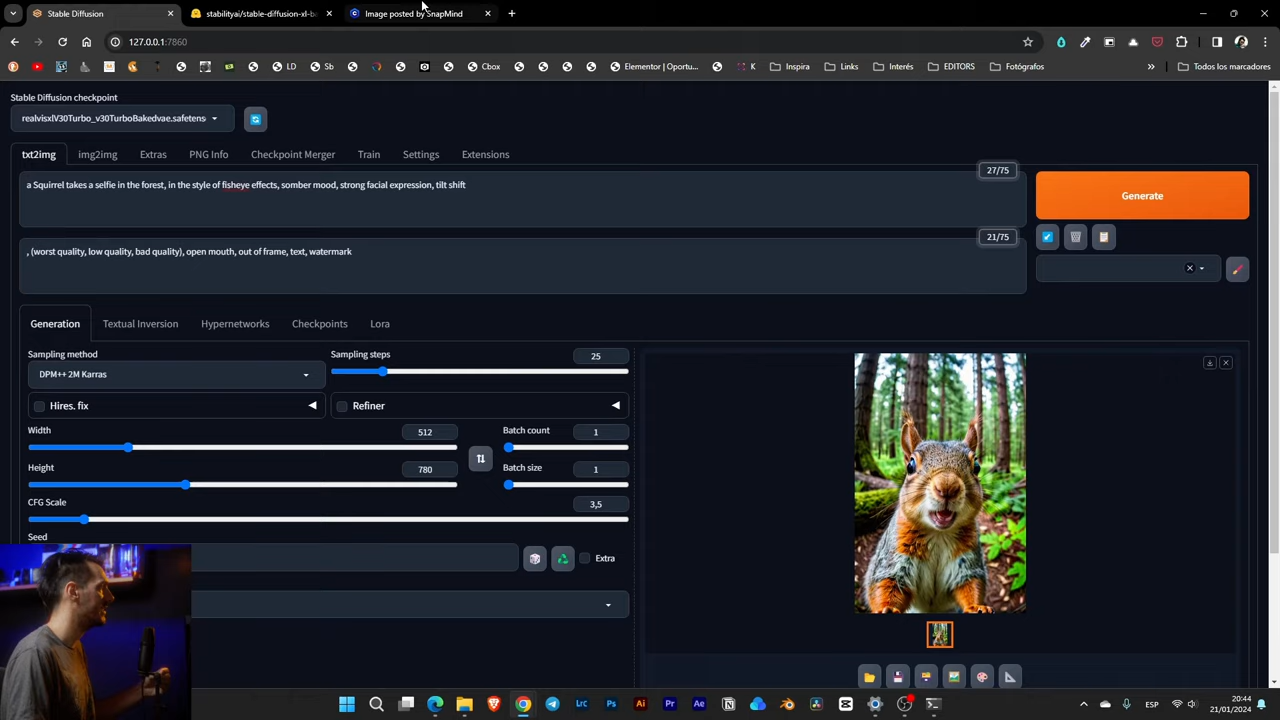 Stable Diffusion
stabilityai/stable-diffusion-xl-b
Image posted by SnapMind
127.0.0.1:7860
LD
Sb
Cbox
Elementor | Oportu...
K
Inspira
Links
Interés
EDITORS
Fotógrafos
»
Todos los marcadores
Stable Diffusion checkpoint
realvisxlV30Turbo_v30TurboBakedvae.safetens
txt2img
img2img
Extras
PNG Info
Checkpoint Merger
Train
Settings
Extensions
27/75
a Squirrel takes a selfie in the forest, in the style of fisheye effects, somber mood, strong facial expression, tilt shift
Generate
21/75
, (worst quality, low quality, bad quality), open mouth, out of frame, text, watermark
Generation
Textual Inversion
Hypernetworks
Checkpoints
Lora
Sampling method
Sampling steps
25
DPM++ 2M Karras
Hires. fix
Refiner
Width
512
Batch count
1
Height
780
Batch size
1
CFG Scale
3,5
Seed
Extra
Lrc
Ps
Ai
Pr
Ae
ESP
20:44
21/01/2024